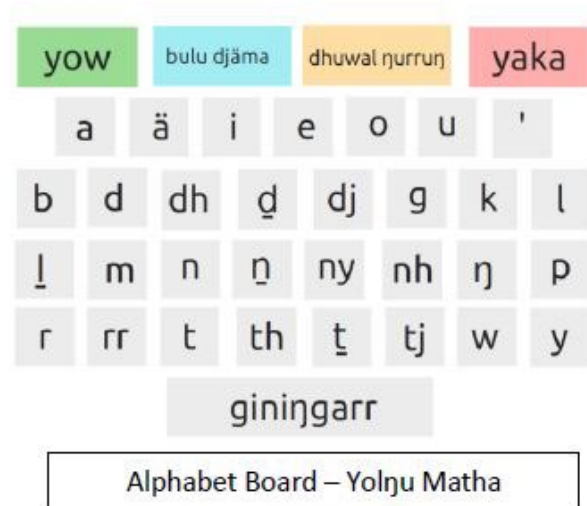 yow bulu djäma dhuwal ŋurruŋ yaka
a ä i e o u '
b d dh d̲ dj g k l
l̲ m n n̲ ny nh ŋ p
r rr t th t̲ tj w y
giniŋgarr
Alphabet Board – Yolŋu Matha